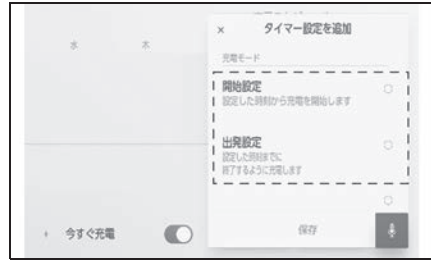 × タイマー設定を追加
水 木
充電モード
開始設定
設定した時刻から充電を開始します
出発設定
設定した時刻までに
終了するように充電します
+ 今すぐ充電
保存